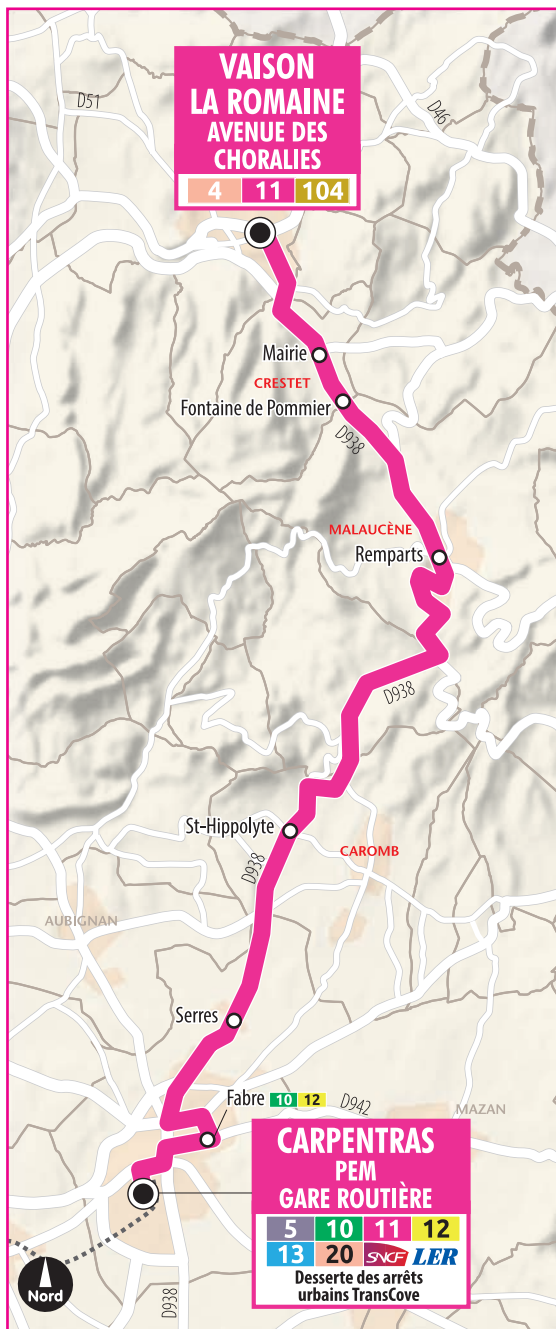 D51
D46
VAISON
LA ROMAINE
AVENUE DES
CHORALIES
4 11 104
Mairie
CRESTET
Fontaine de Pommier
D938
MALAUCÈNE
Remparts
D938
St-Hippolyte
CAROMB
D938
AUBIGNAN
Serres
Fabre 10 12
D942
MAZAN
CARPENTRAS
PEM
GARE ROUTIÈRE
5 10 11 12
13 20 SNCF LER
Desserte des arrêts
urbains TransCove
Nord
D938